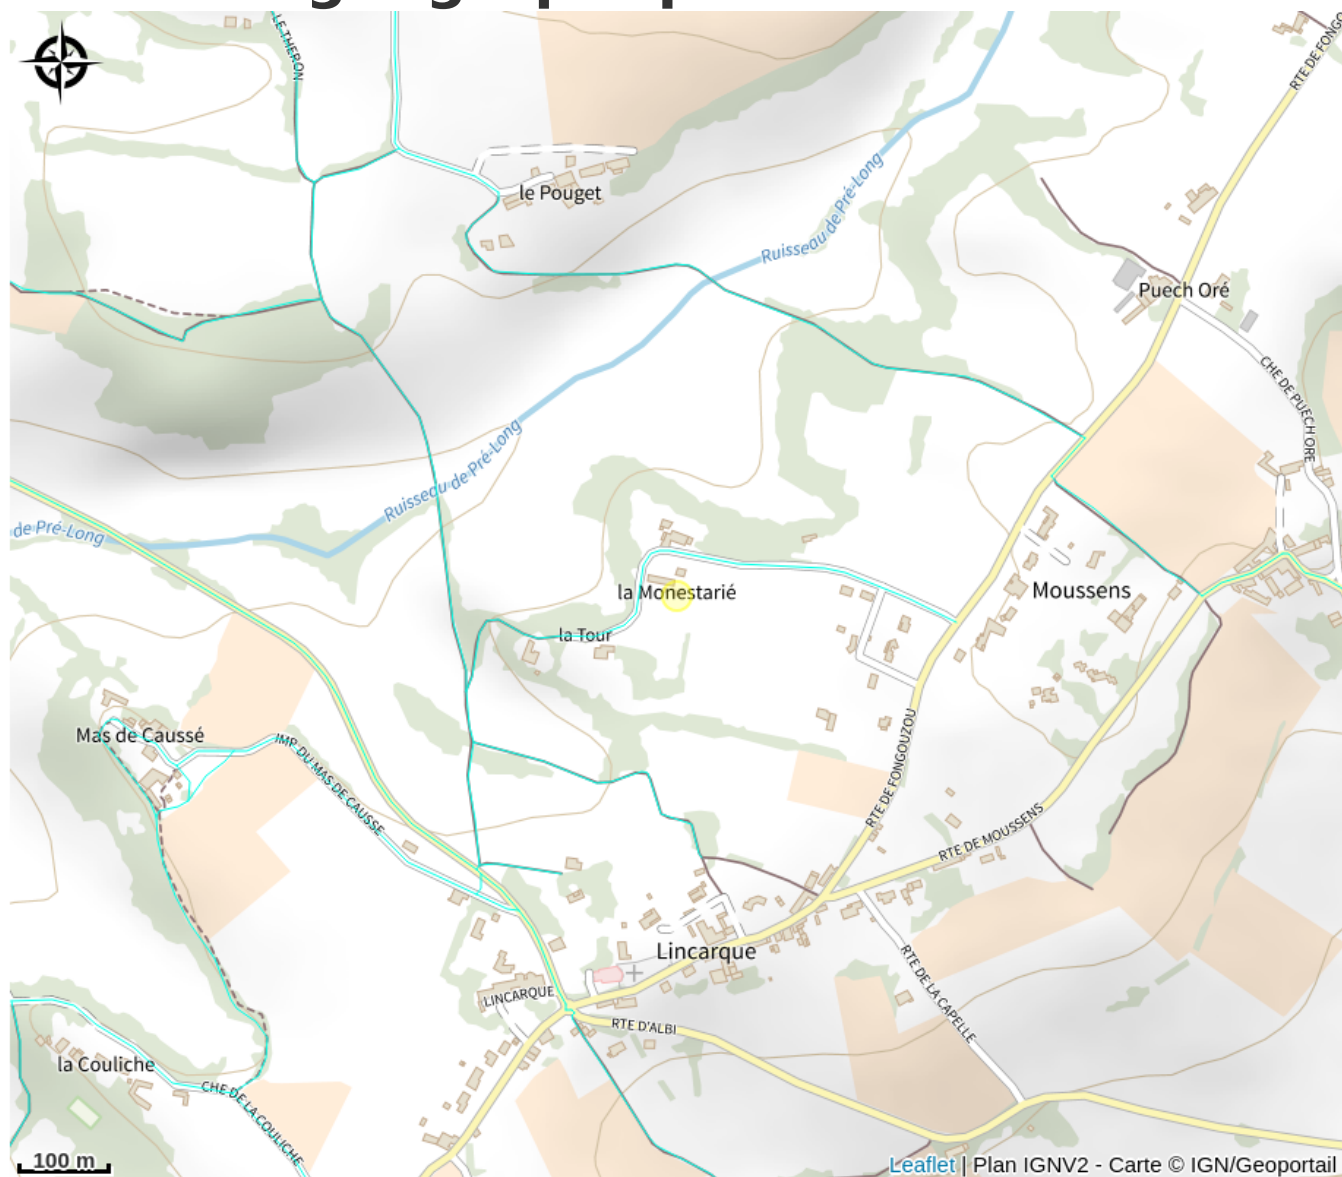 LE THERON
RTE DE FONGO
le Pouget
Ruisseau de Pré-Long
Puech Oré
CHE DE PUECH ORE
Ruisseau de Pré-Long
de Pré-Long
la Monestarié
Moussens
la Tour
Mas de Caussé
IMP DU MAS DE CAUSSE
RTE DE FONGOUZOU
RTE DE MOUSSENS
Lincarque
RTE DE LA CAPELLE
LINCARQUE
RTE D'ALBI
la Couliche
CHE DE LA COULICHE
100 m
Leaflet | Plan IGNV2 - Carte © IGN/Geoportail